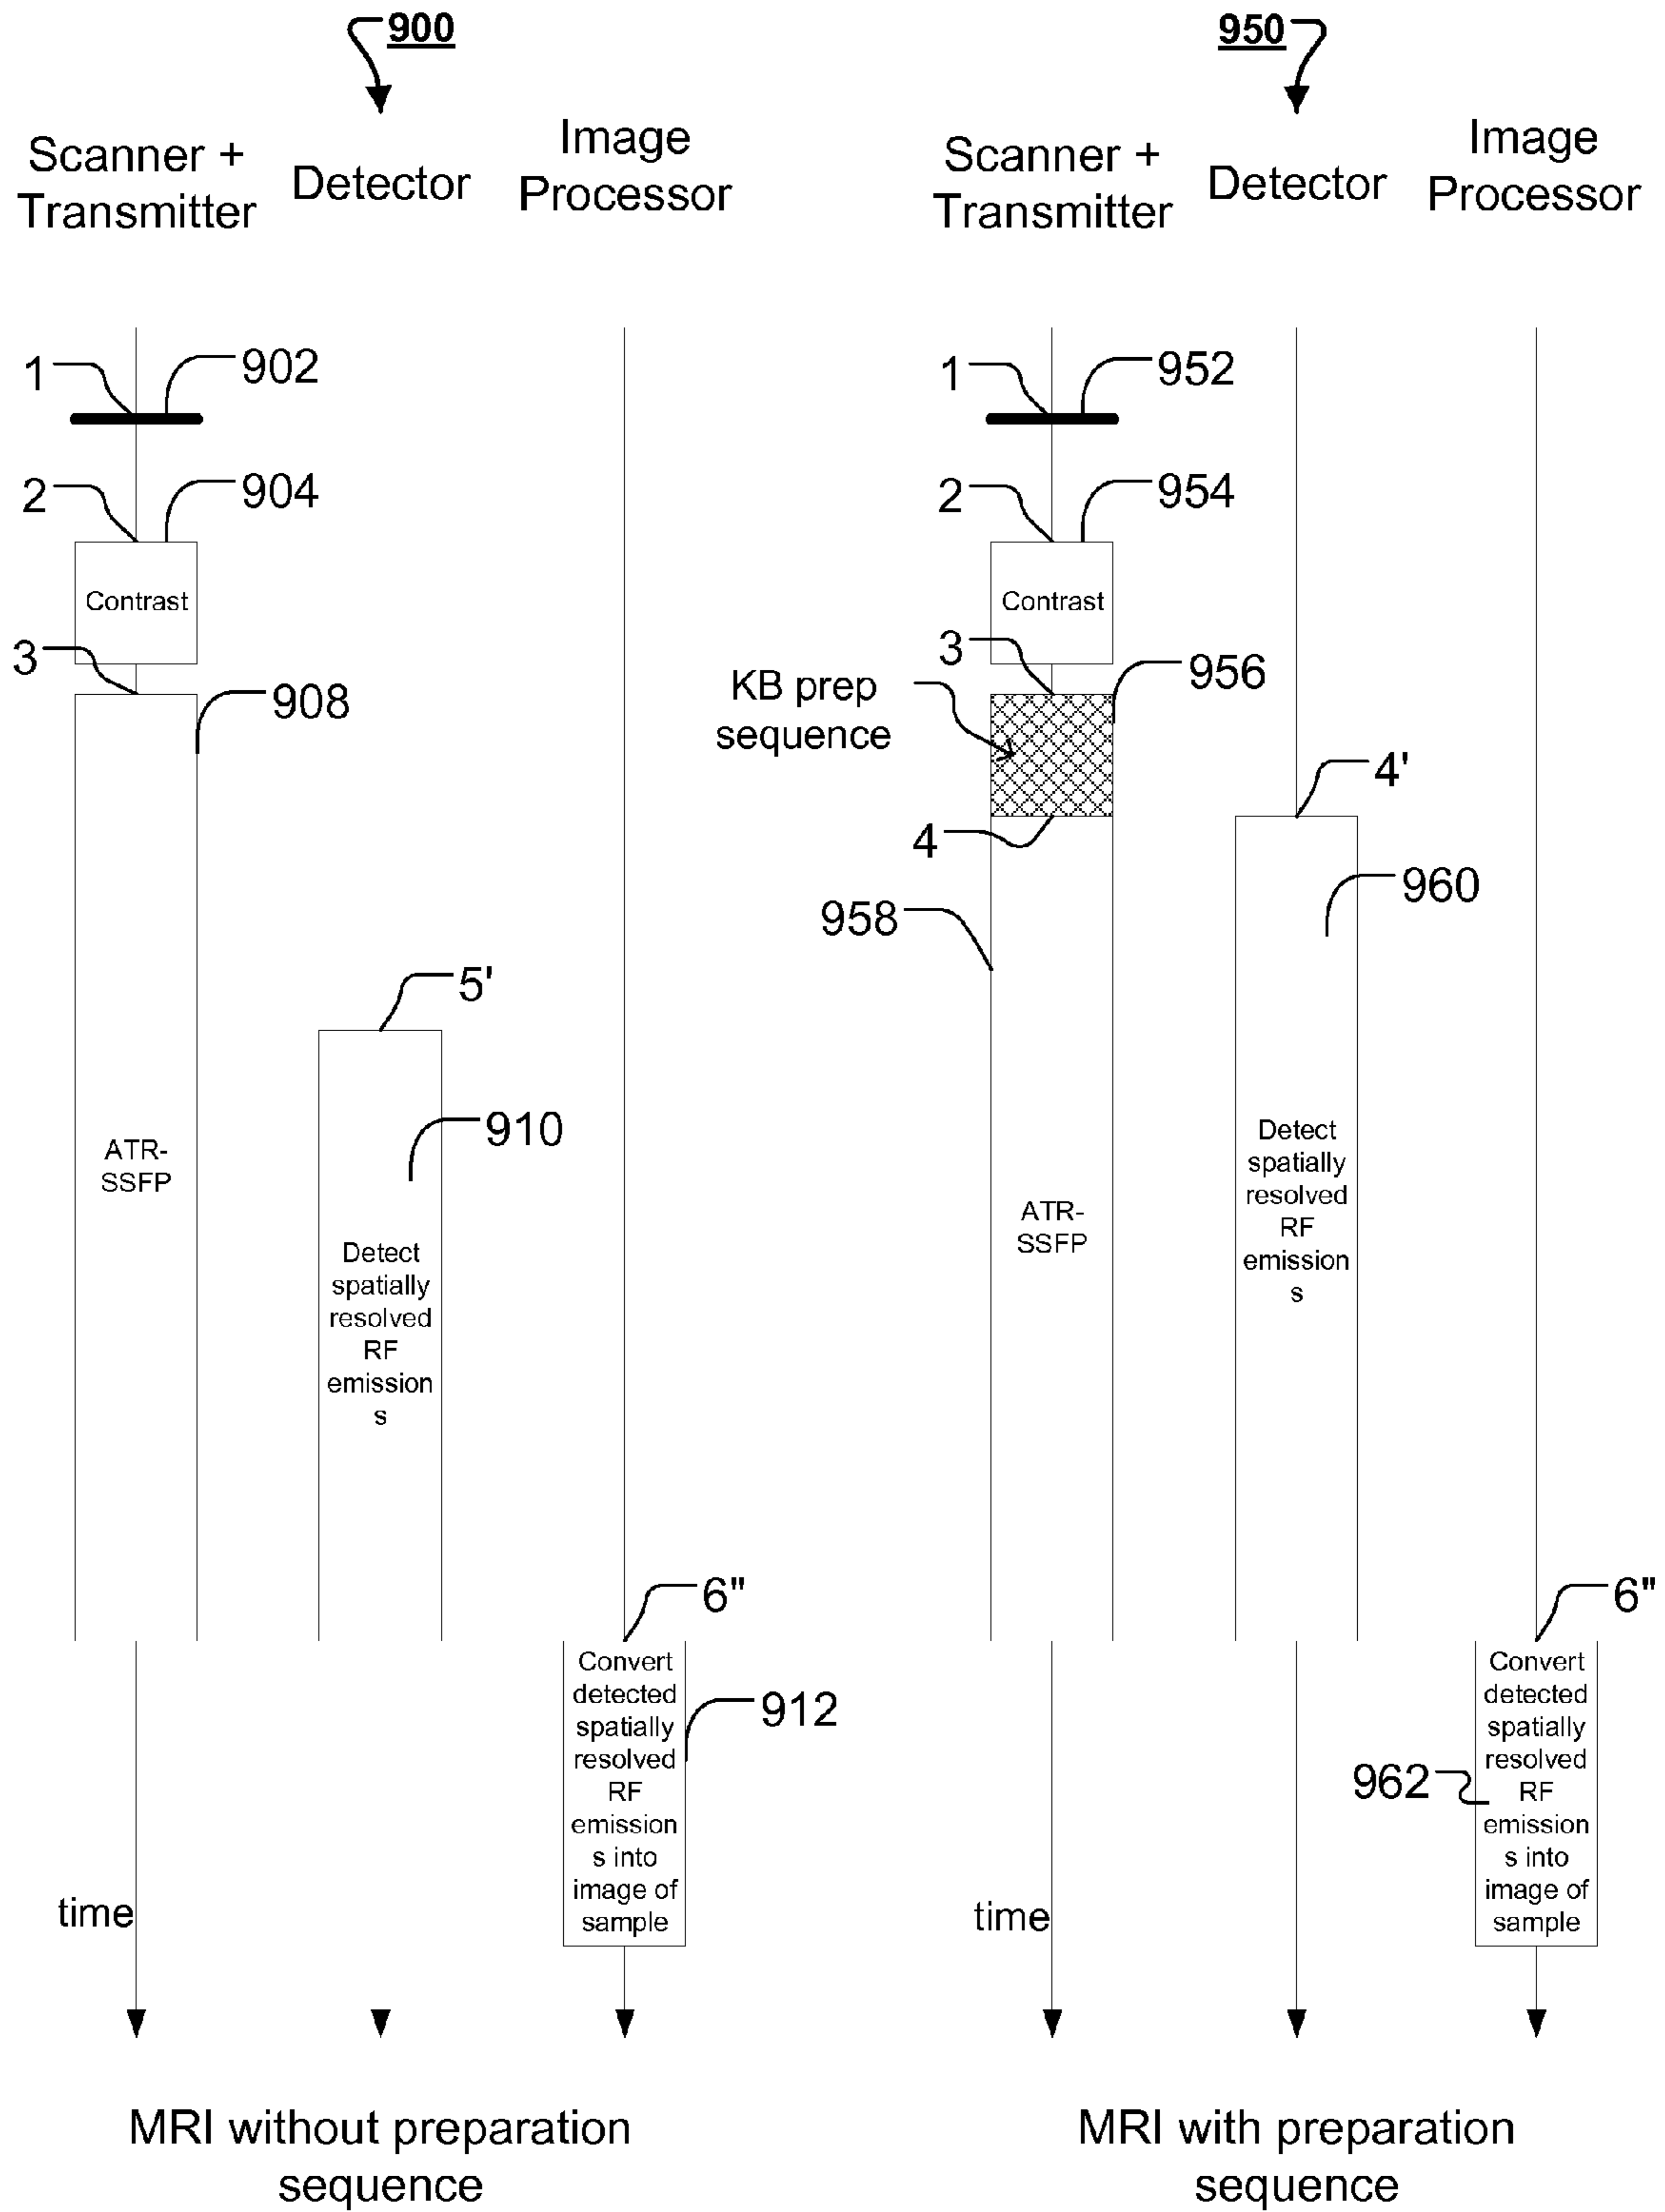 900
Scanner +
Transmitter
Detector
Image
Processor
1
902
2
904
Contrast
3
908
ATR-
SSFP
5'
910
Detect
spatially
resolved
RF
emission
s
6"
Convert
detected
spatially
resolved
RF
emission
s into
image of
sample
912
time
MRI without preparation
sequence
950
Scanner +
Transmitter
Detector
Image
Processor
1
952
2
954
Contrast
3
956
KB prep
sequence
4
4'
958
960
ATR-
SSFP
Detect
spatially
resolved
RF
emission
s
6"
Convert
detected
spatially
resolved
RF
emission
s into
image of
sample
962
time
MRI with preparation
sequence